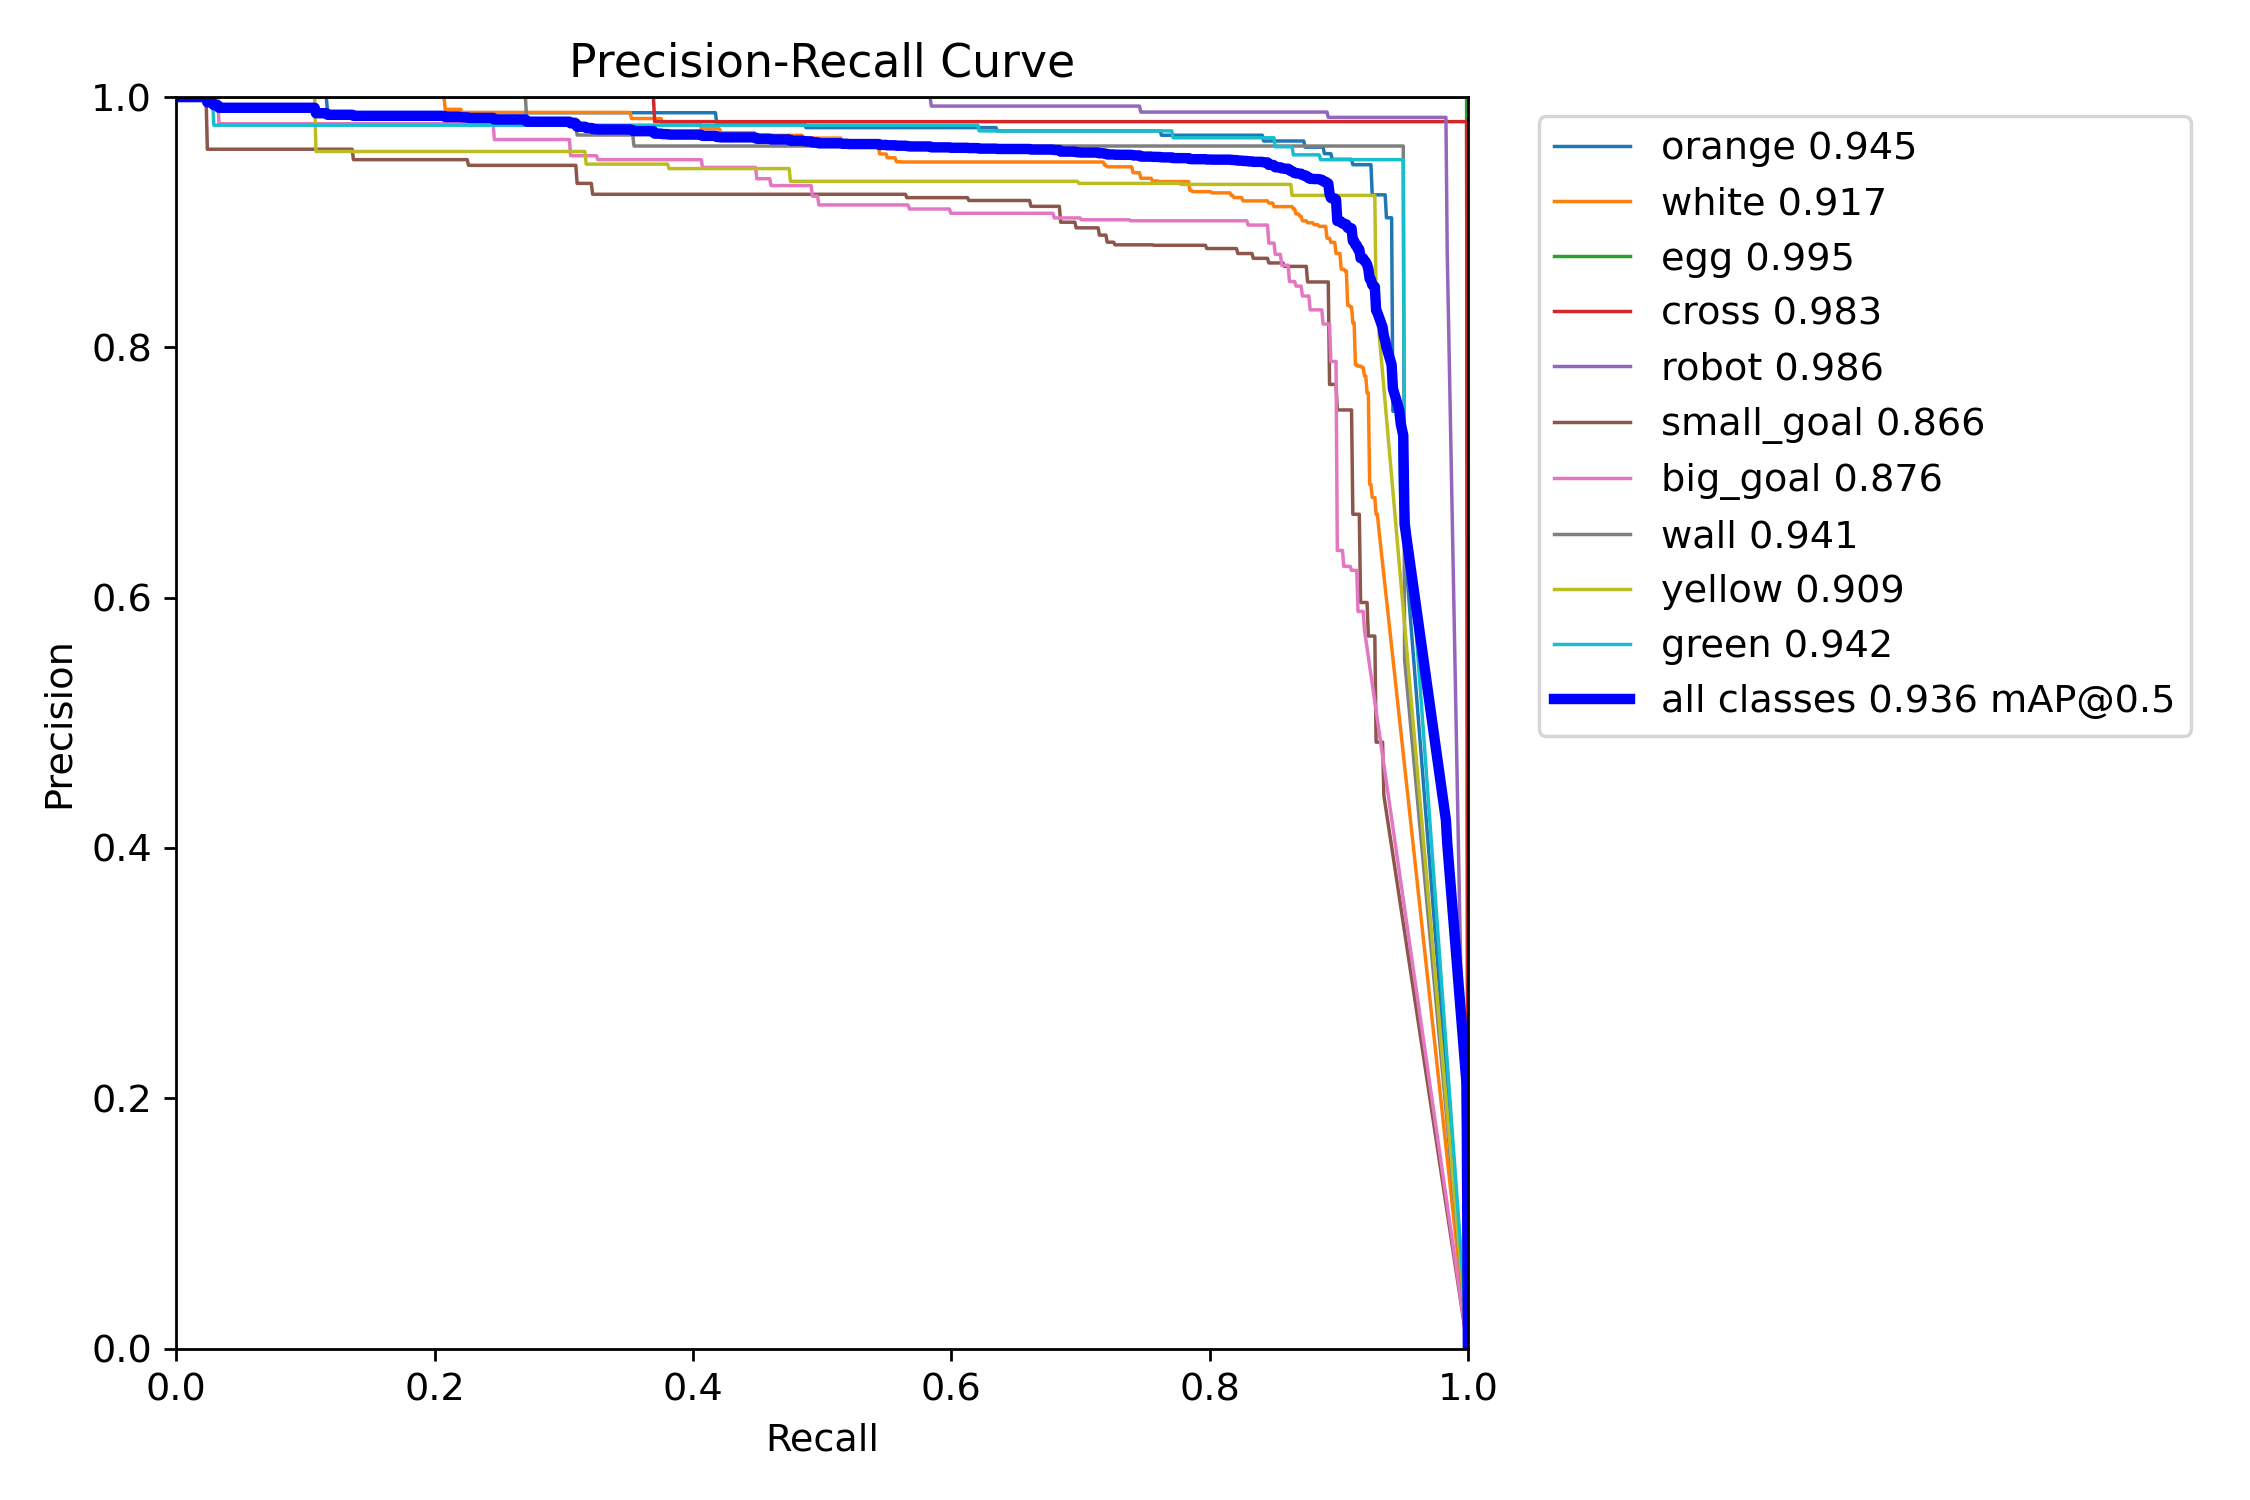 Precision-Recall Curve
1.0
0.8
0.6
0.4
0.2
0.0
Precision
0.0 0.2 0.4 0.6 0.8 1.0
Recall
orange 0.945
white 0.917
egg 0.995
cross 0.983
robot 0.986
small_goal 0.866
big_goal 0.876
wall 0.941
yellow 0.909
green 0.942
all classes 0.936 mAP@0.5